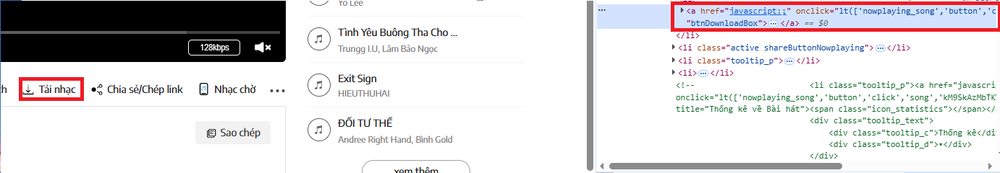 Yo Lee
128kbps
Tình Yêu Buông Tha Cho ...
Trungg I.U, Lâm Bảo Ngọc
Exit Sign
HIEUTHUHAI
Tải nhạc
Chia sẻ/Chép link
Nhạc chờ
ĐỔI TƯ THẾ
Andree Right Hand, Bình Gold
Sao chép
xem thêm
<a href="javascript:;" onclick="lt(['nowplaying_song','button','c
"btnDownloadBox">…</a> == $0
</li>
<li class="active shareButtonNowplaying">…</li>
<li class="tooltip_p">…</li>
<li>…</li>
<!-- <li class="tooltip_p"><a href="javascrip
onclick="lt(['nowplaying_song','button','click','song','kM9SkAzMbTK
title="Thống kê về Bài hát"><span class="icon_statistics"></span></
<div class="tooltip_text">
<div class="tooltip_c">Thống kê</di
<div class="tooltip_d">▾</div>
</div>